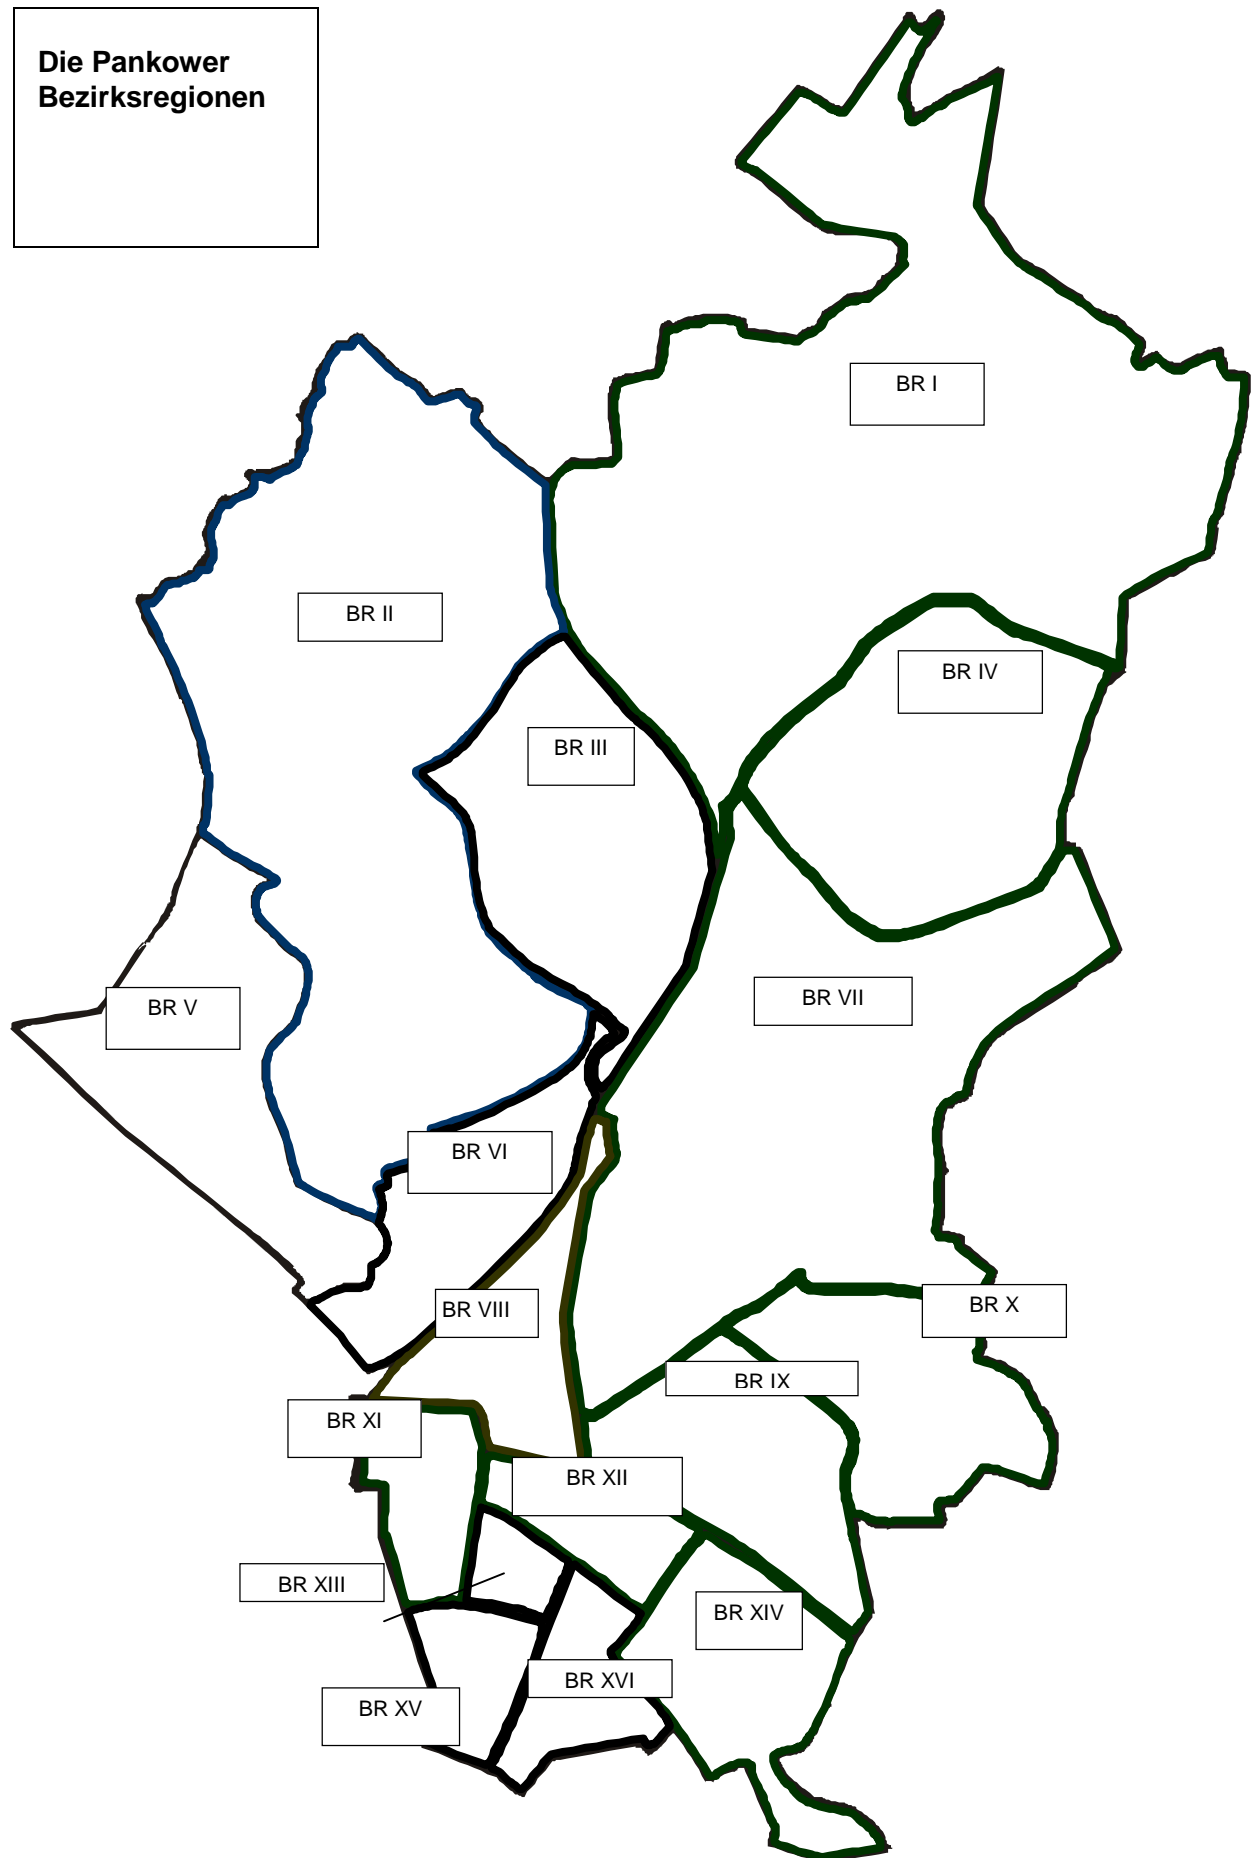 Die Pankower
Bezirksregionen
BR I
BR II
BR IV
BR III
BR VII
BR V
BR VI
BR X
BR VIII
BR IX
BR XI
BR XII
BR XIII
BR XIV
BR XVI
BR XV